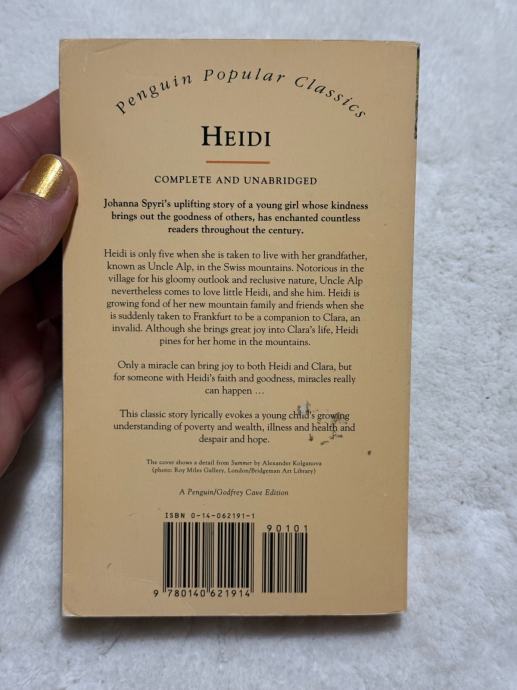 Penguin Popular Classics
HEIDI
COMPLETE AND UNABRIDGED
Johanna Spyri's uplifting story of a young girl whose kindness
brings out the goodness of others, has enchanted countless
readers throughout the century.
Heidi is only five when she is taken to live with her grandfather,
known as Uncle Alp, in the Swiss mountains. Notorious in the
village for his gloomy outlook and reclusive nature, Uncle Alp
nevertheless comes to love little Heidi, and she him. Heidi is
growing fond of her new mountain family and friends when she
is suddenly taken to Frankfurt to be a companion to Clara, an
invalid. Although she brings great joy into Clara's life, Heidi
pines for her home in the mountains.
Only a miracle can bring joy to both Heidi and Clara, but
for someone with Heidi's faith and goodness, miracles really
can happen ...
This classic story lyrically evokes a young child's growing
understanding of poverty and wealth, illness and health and
despair and hope.
The cover shows a detail from Summer by Alexander Kolganova
(photo: Roy Miles Gallery, London/Bridgeman Art Library)
A Penguin/Godfrey Cave Edition
ISBN 0-14-062191-1
90101
9 780140 621914